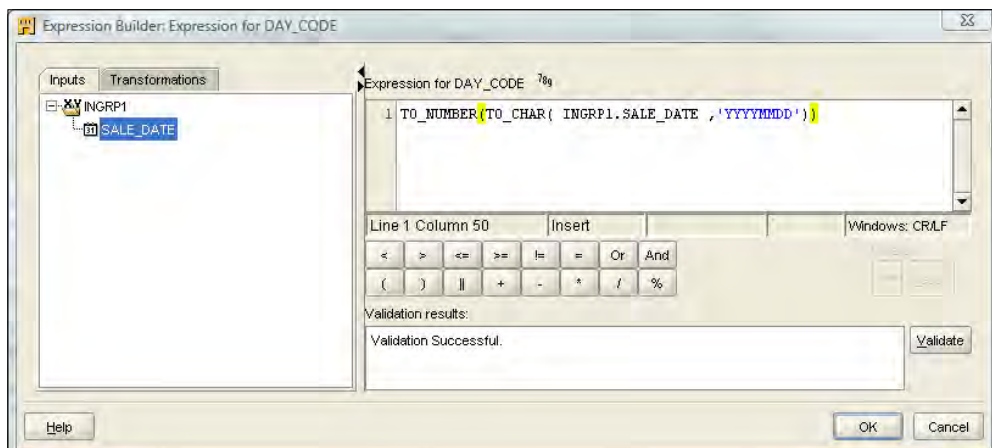 Expression Builder: Expression for DAY_CODE
Inputs
Transformations
INGRP1
SALE_DATE
Expression for DAY_CODE
1 TO_NUMBER(TO_CHAR( INGRP1.SALE_DATE ,'YYYYMMDD'))
Line 1 Column 50
Insert
Windows: CR/LF
< > <= >= != = Or And
( ) || + - * / %
Validation results:
Validation Successful.
Validate
Help
OK
Cancel